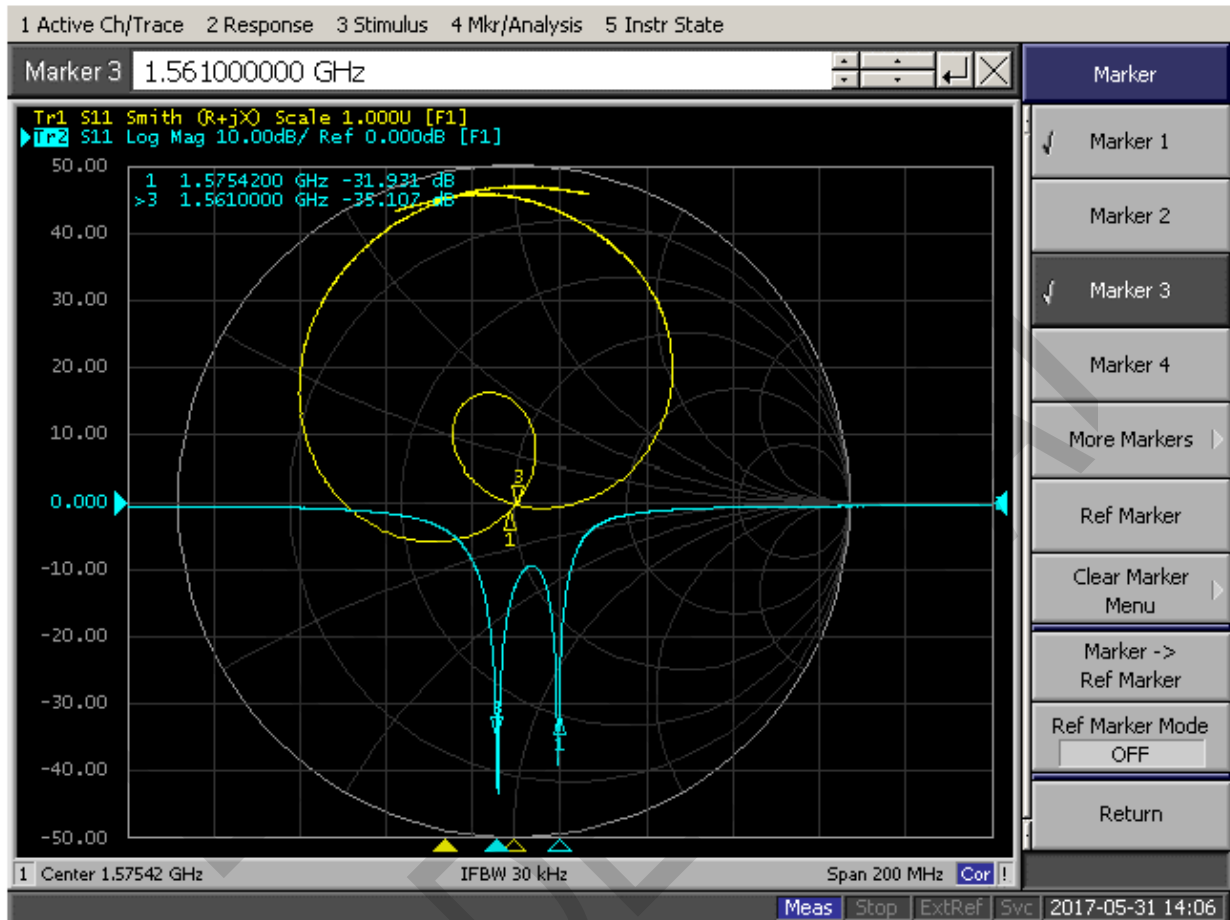 1 Active Ch/Trace 2 Response 3 Stimulus 4 Mkr/Analysis 5 Instr State
Marker 3 1.561000000 GHz
Tr1 S11 Smith (R+jX) Scale 1.000U [F1]
Tr2 S11 Log Mag 10.00dB/ Ref 0.000dB [F1]
1 1.5754200 GHz -31.931 dB
>3 1.5610000 GHz -35.107 dB
50.00
40.00
30.00
20.00
10.00
0.000
-10.00
-20.00
-30.00
-40.00
-50.00
3
1
3
1
1 Center 1.57542 GHz IFBW 30 kHz Span 200 MHz Cor !
Meas Stop ExtRef Svc 2017-05-31 14:06
Marker
Marker 1
Marker 2
Marker 3
Marker 4
More Markers
Ref Marker
Clear Marker
Menu
Marker ->
Ref Marker
Ref Marker Mode
OFF
Return